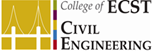 College of ECST
CIVIL
ENGINEERING